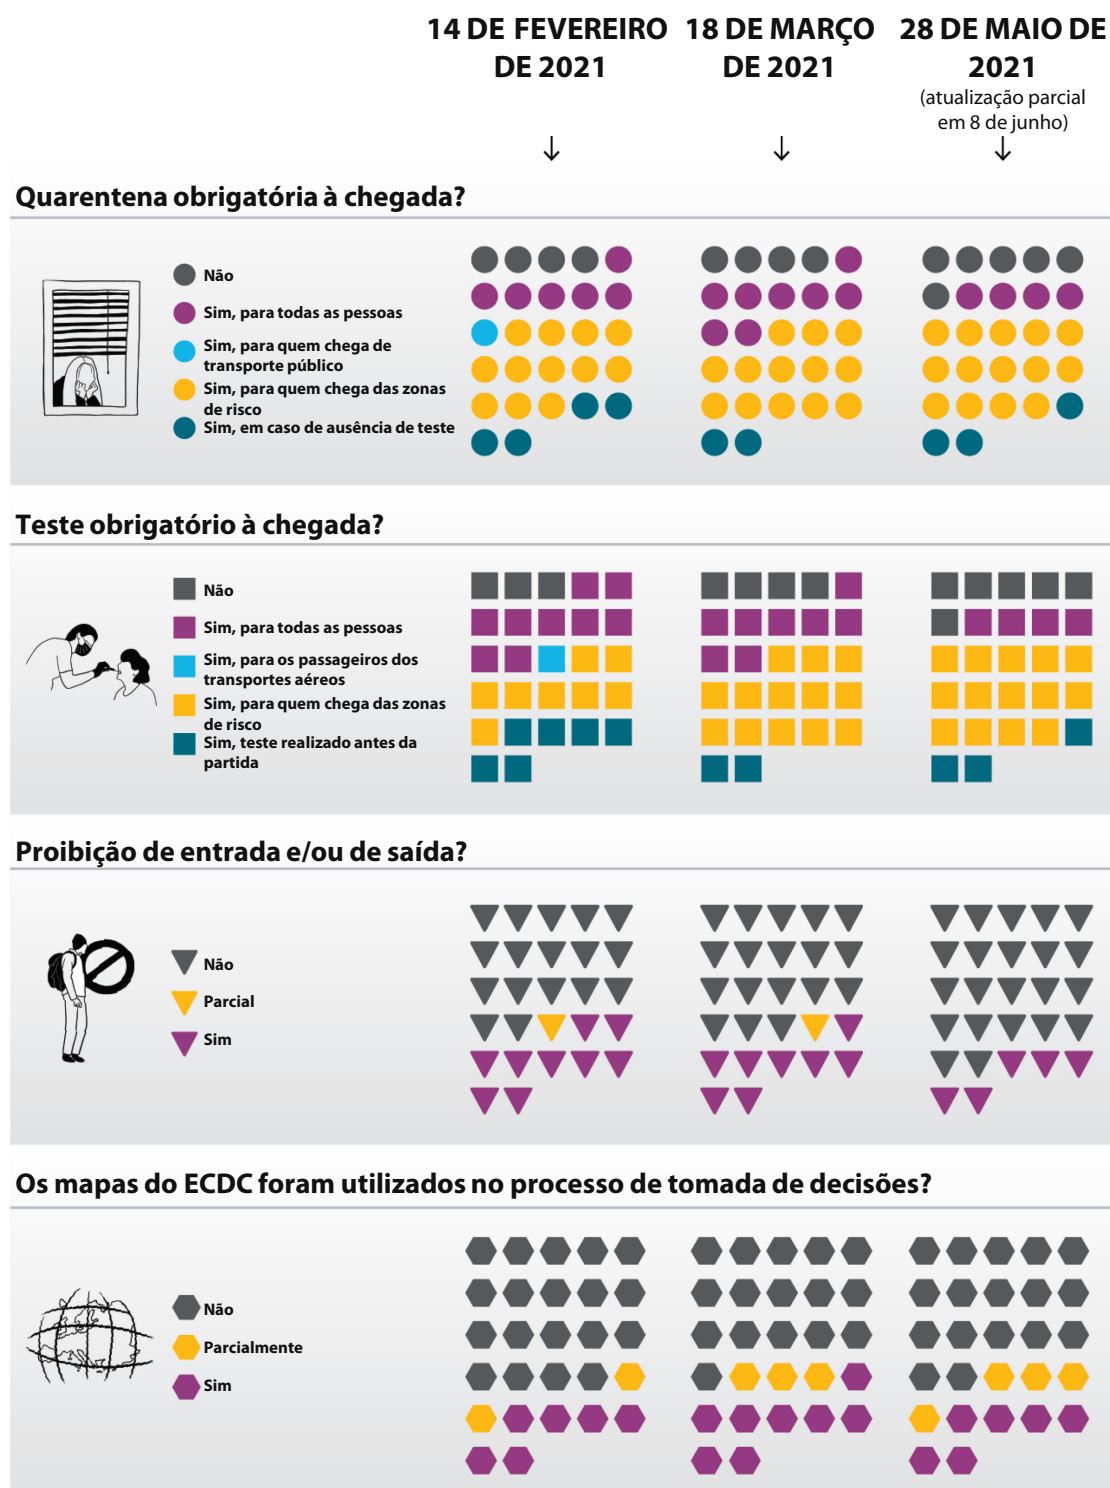 14 DE FEVEREIRO
DE 2021
18 DE MARÇO
DE 2021
28 DE MAIO DE
2021
(atualização parcial
em 8 de junho)
Quarentena obrigatória à chegada?
Não
Sim, para todas as pessoas
Sim, para quem chega de
transporte público
Sim, para quem chega das zonas
de risco
Sim, em caso de ausência de teste
Teste obrigatório à chegada?
Não
Sim, para todas as pessoas
Sim, para os passageiros dos
transportes aéreos
Sim, para quem chega das zonas
de risco
Sim, teste realizado antes da
partida
Proibição de entrada e/ou de saída?
Não
Parcial
Sim
Os mapas do ECDC foram utilizados no processo de tomada de decisões?
Não
Parcialmente
Sim